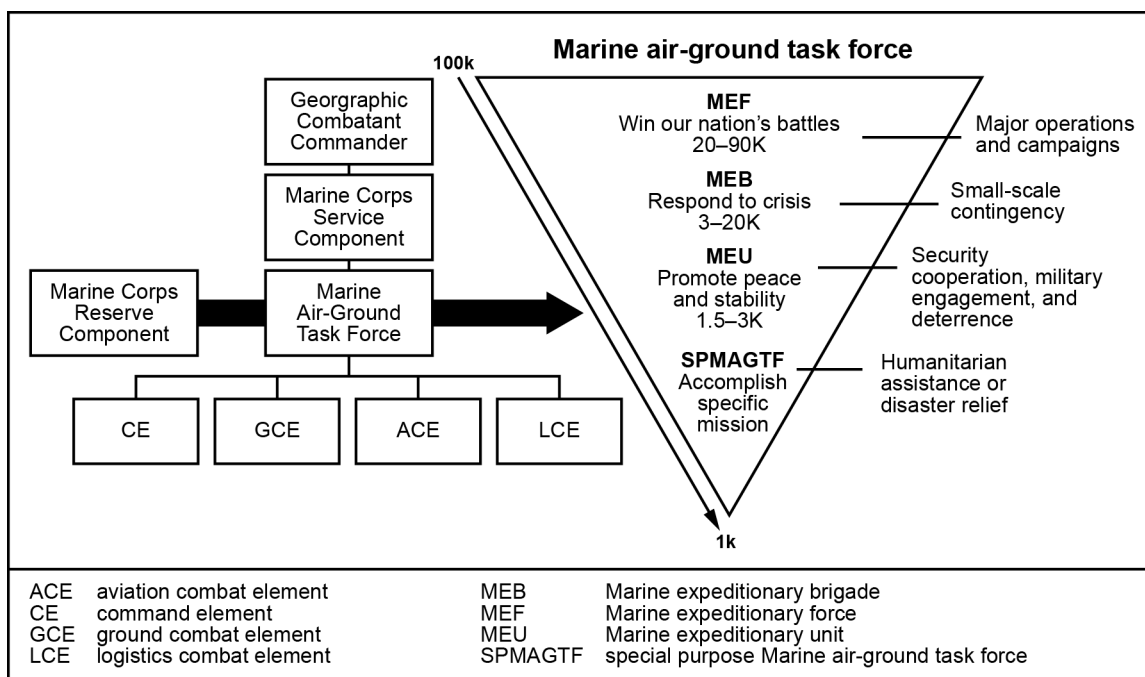 Marine air-ground task force
100k
Georgraphic
Combatant
Commander
Marine Corps
Service
Component
Marine Corps
Reserve
Component
Marine
Air-Ground
Task Force
CE
GCE
ACE
LCE
MEF
Win our nation’s battles
20–90K
Major operations
and campaigns
MEB
Respond to crisis
3–20K
Small-scale
contingency
MEU
Promote peace
and stability
1.5–3K
Security
cooperation, military
engagement, and
deterrence
SPMAGTF
Accomplish
specific
mission
Humanitarian
assistance or
disaster relief
1k
ACE aviation combat element
CE command element
GCE ground combat element
LCE logistics combat element
MEB Marine expeditionary brigade
MEF Marine expeditionary force
MEU Marine expeditionary unit
SPMAGTF special purpose Marine air-ground task force